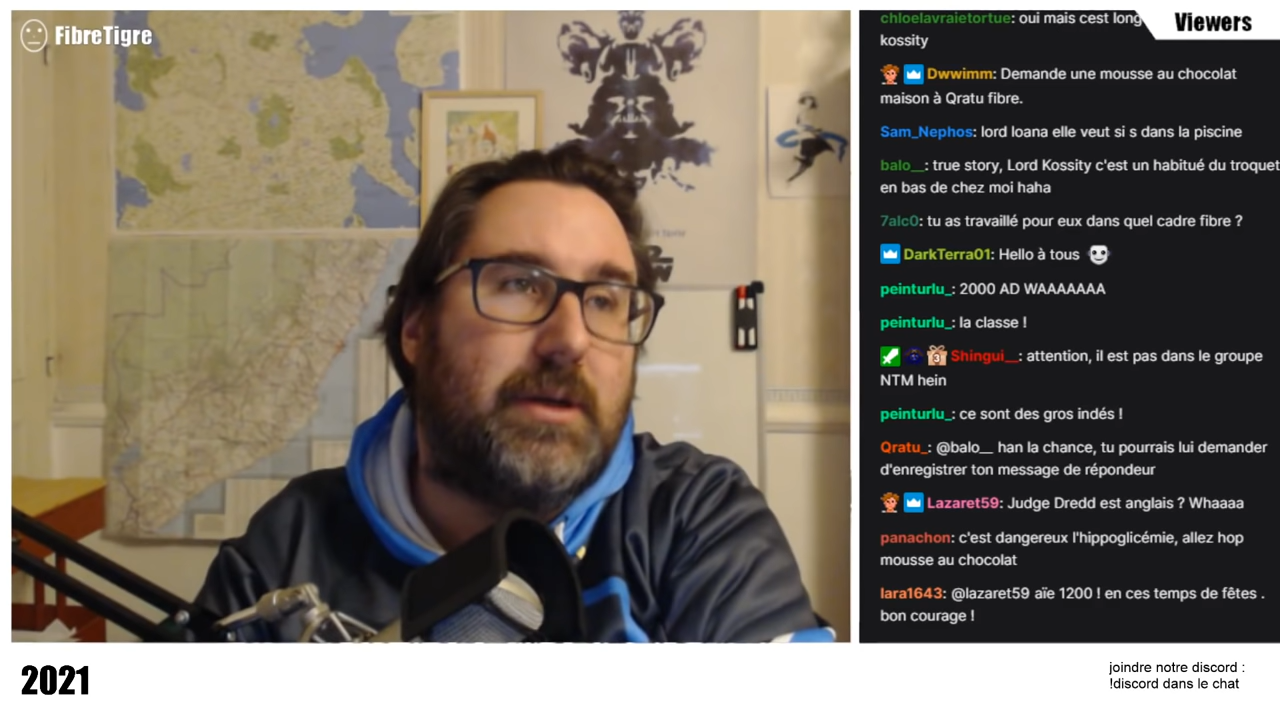 FibreTigre
Viewers
chloelavraietortue: oui mais cest long
kossity
Dwwimm: Demande une mousse au chocolat
maison à Qratu fibre.
Sam_Nephos: lord loana elle veut si s dans la piscine
balo__: true story, Lord Kossity c'est un habitué du troquet
en bas de chez moi haha
7alc0: tu as travaillé pour eux dans quel cadre fibre ?
DarkTerra01: Hello à tous
peinturlu_: 2000 AD WAAAAAAA
peinturlu_: la classe !
Shingui__: attention, il est pas dans le groupe
NTM hein
peinturlu_: ce sont des gros indés !
Qratu_: @balo__ han la chance, tu pourrais lui demander
d'enregistrer ton message de répondeur
Lazaret59: Judge Dredd est anglais ? Whaaaa
panachon: c'est dangereux l'hippoglicémie, allez hop
mousse au chocolat
lara1643: @lazaret59 aïe 1200 ! en ces temps de fêtes .
bon courage !
2021
joindre notre discord :
!discord dans le chat